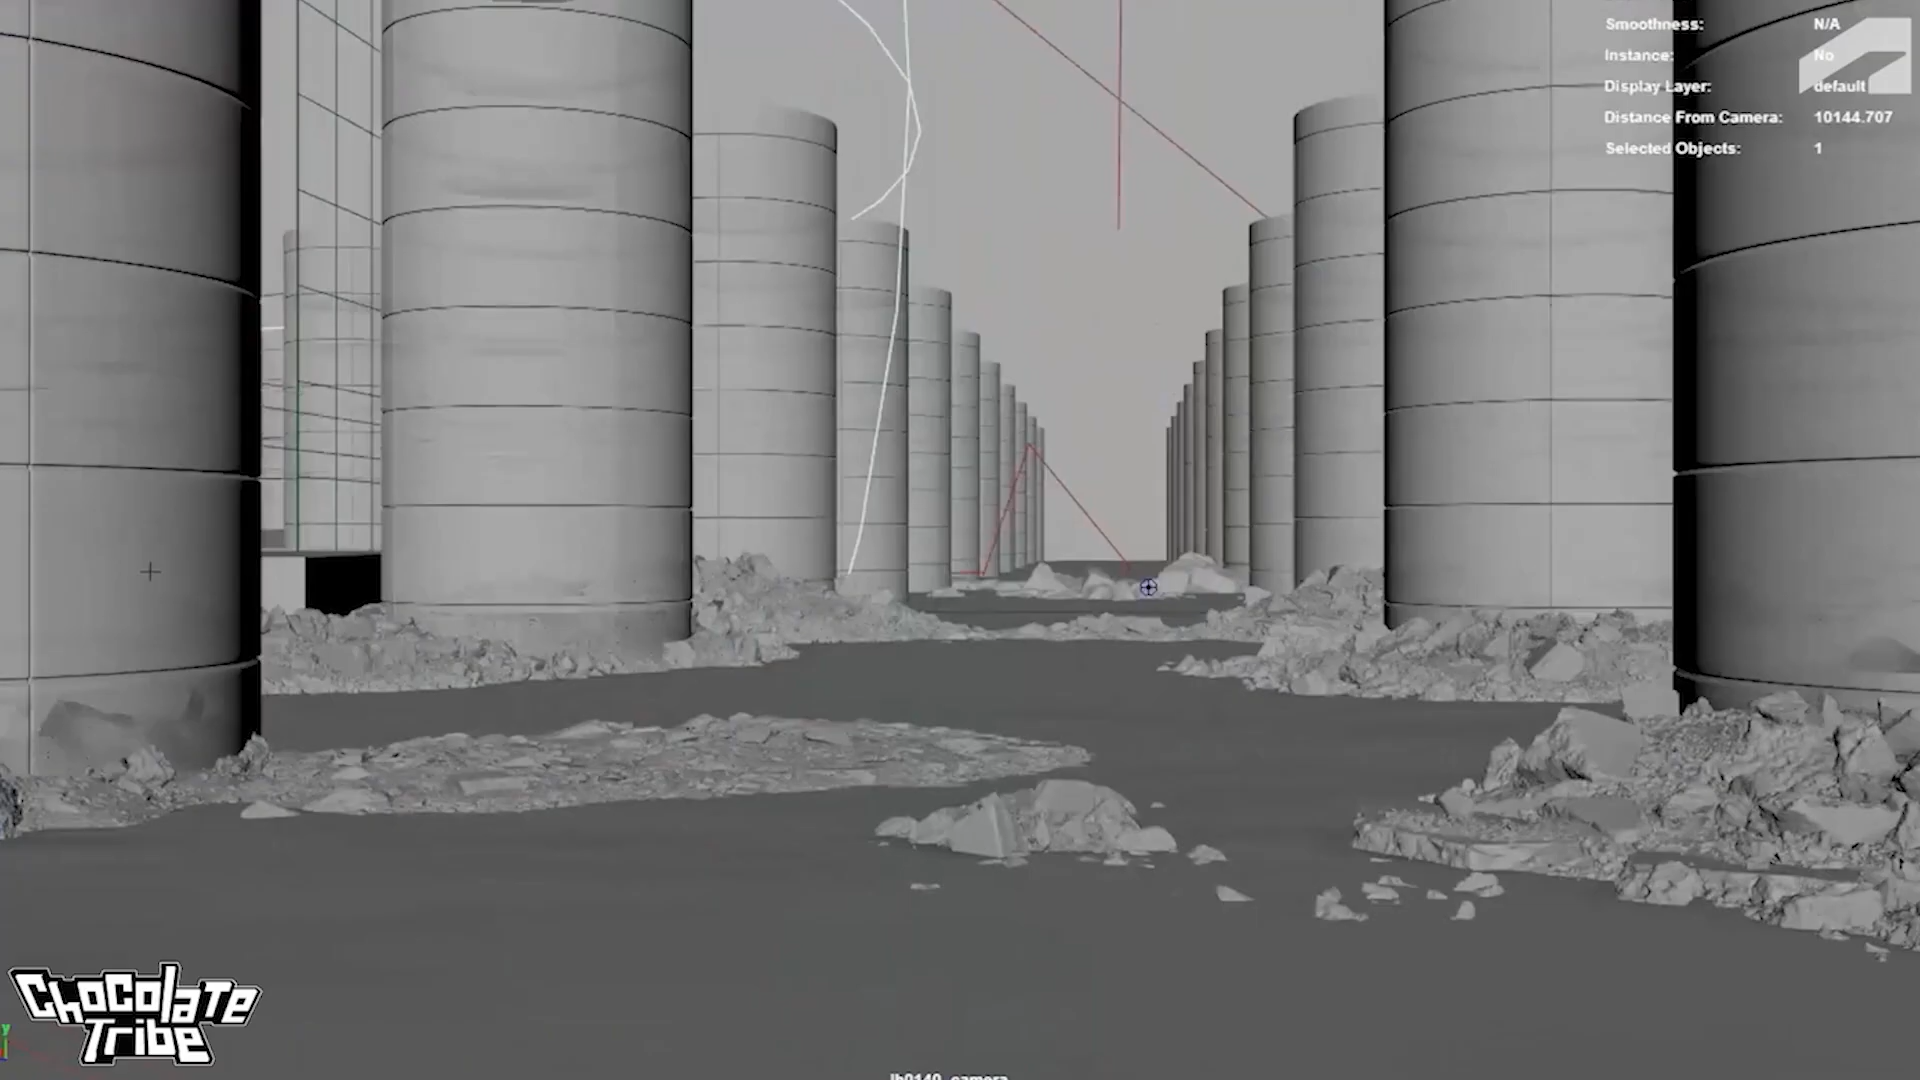 Smoothness: N/A
Instance: No
Display Layer: default
Distance From Camera: 10144.707
Selected Objects: 1
Chocolate
Tribe
y